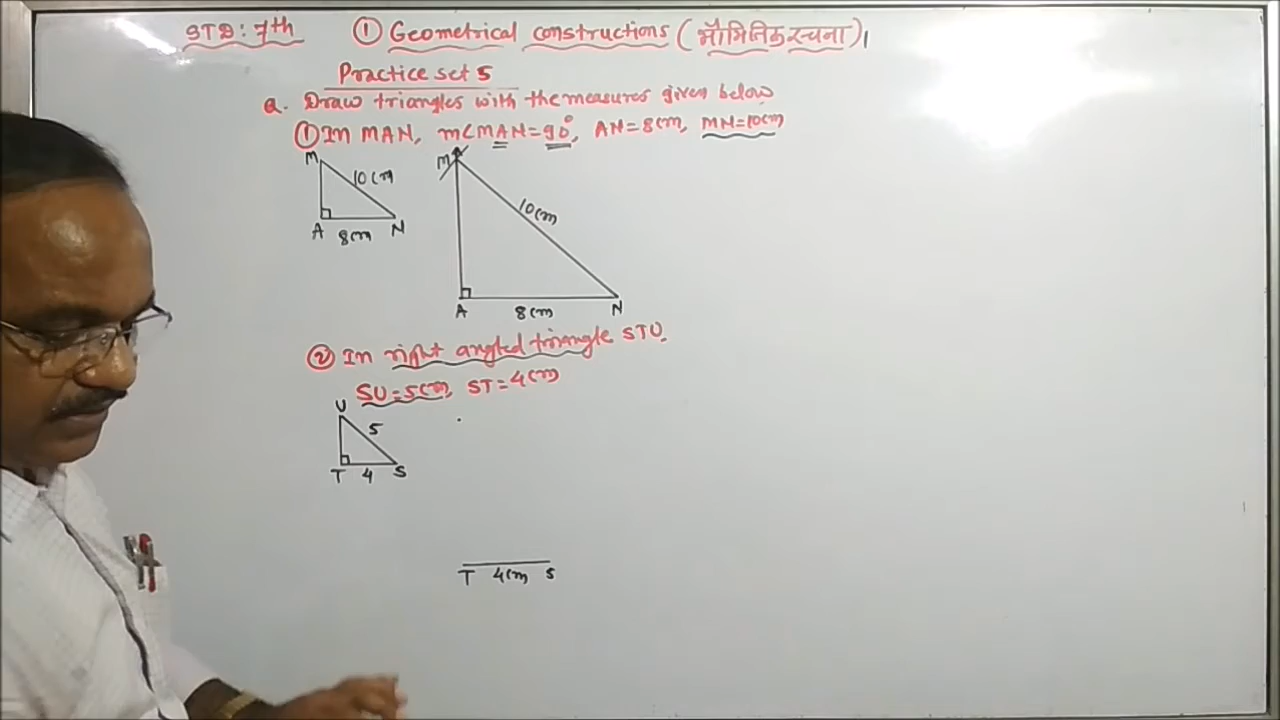 STD: 7th ① Geometrical constructions (भौमितिक रचना)।
Practice set 5
Q. Draw triangles with the measures given below
① In MAN, m∠MAN=90°, AN=8cm, MN=10cm
M
10cm
A 8cm N
M
10cm
A 8cm N
② In right angled triangle STU.
SU=5cm, ST=4cm
U
5
T 4 S
T 4cm S